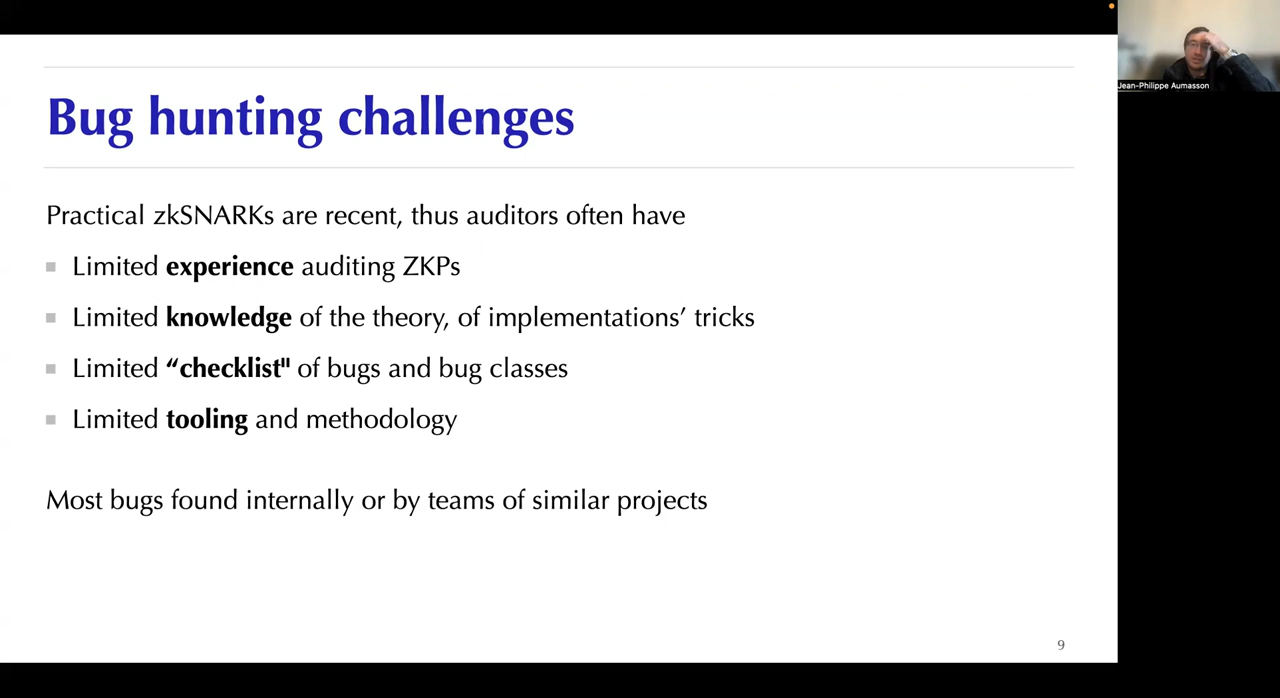 Bug hunting challenges
Jean-Philippe Aumasson
Practical zkSNARKs are recent, thus auditors often have
Limited experience auditing ZKPs
Limited knowledge of the theory, of implementations’ tricks
Limited “checklist" of bugs and bug classes
Limited tooling and methodology
Most bugs found internally or by teams of similar projects
9